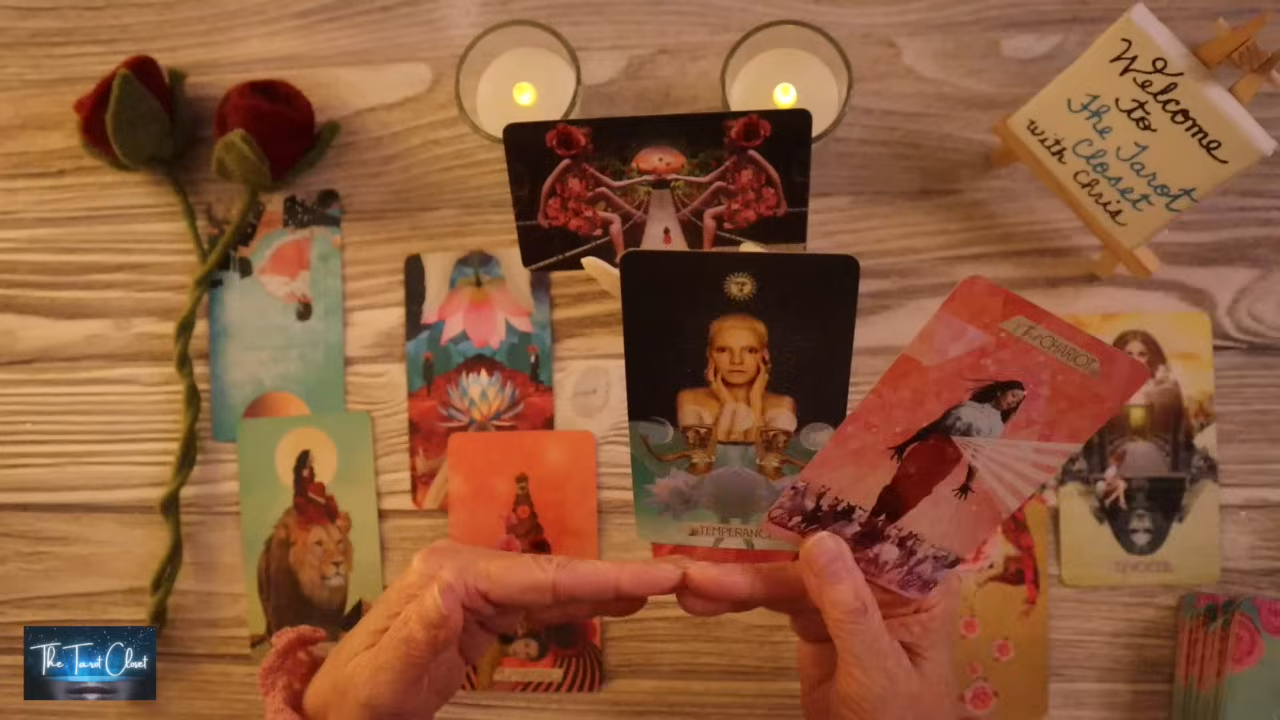 Welcome
to
The Tarot
Closet
with Chris
The CHARIOT
TEMPERANCE
The Tarot Closet